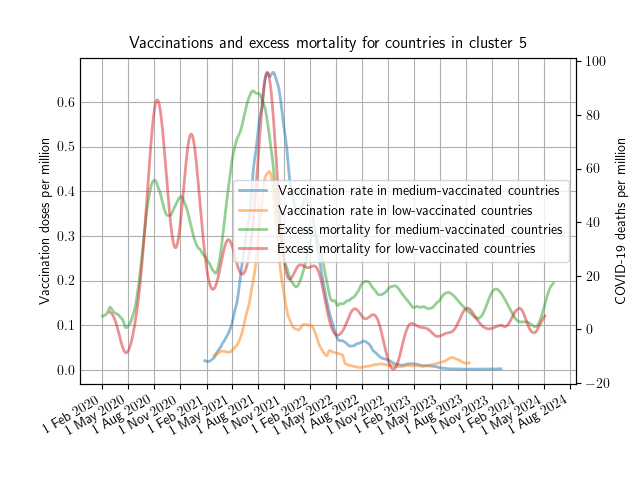 Vaccinations and excess mortality for countries in cluster 5
Vaccination doses per million
0.6
0.5
0.4
0.3
0.2
0.1
0.0
100
80
60
40
20
0
−20
COVID-19 deaths per million
Vaccination rate in medium-vaccinated countries
Vaccination rate in low-vaccinated countries
Excess mortality for medium-vaccinated countries
Excess mortality for low-vaccinated countries
1 Feb 2020
1 May 2020
1 Aug 2020
1 Nov 2020
1 Feb 2021
1 May 2021
1 Aug 2021
1 Nov 2021
1 Feb 2022
1 May 2022
1 Aug 2022
1 Nov 2022
1 Feb 2023
1 May 2023
1 Aug 2023
1 Nov 2023
1 Feb 2024
1 May 2024
1 Aug 2024